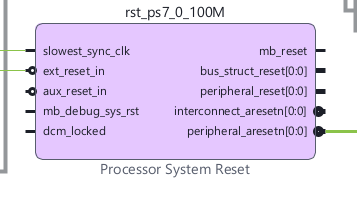 rst_ps7_0_100M
slowest_sync_clk
ext_reset_in
aux_reset_in
mb_debug_sys_rst
dcm_locked
mb_reset
bus_struct_reset[0:0]
peripheral_reset[0:0]
interconnect_aresetn[0:0]
peripheral_aresetn[0:0]
Processor System Reset